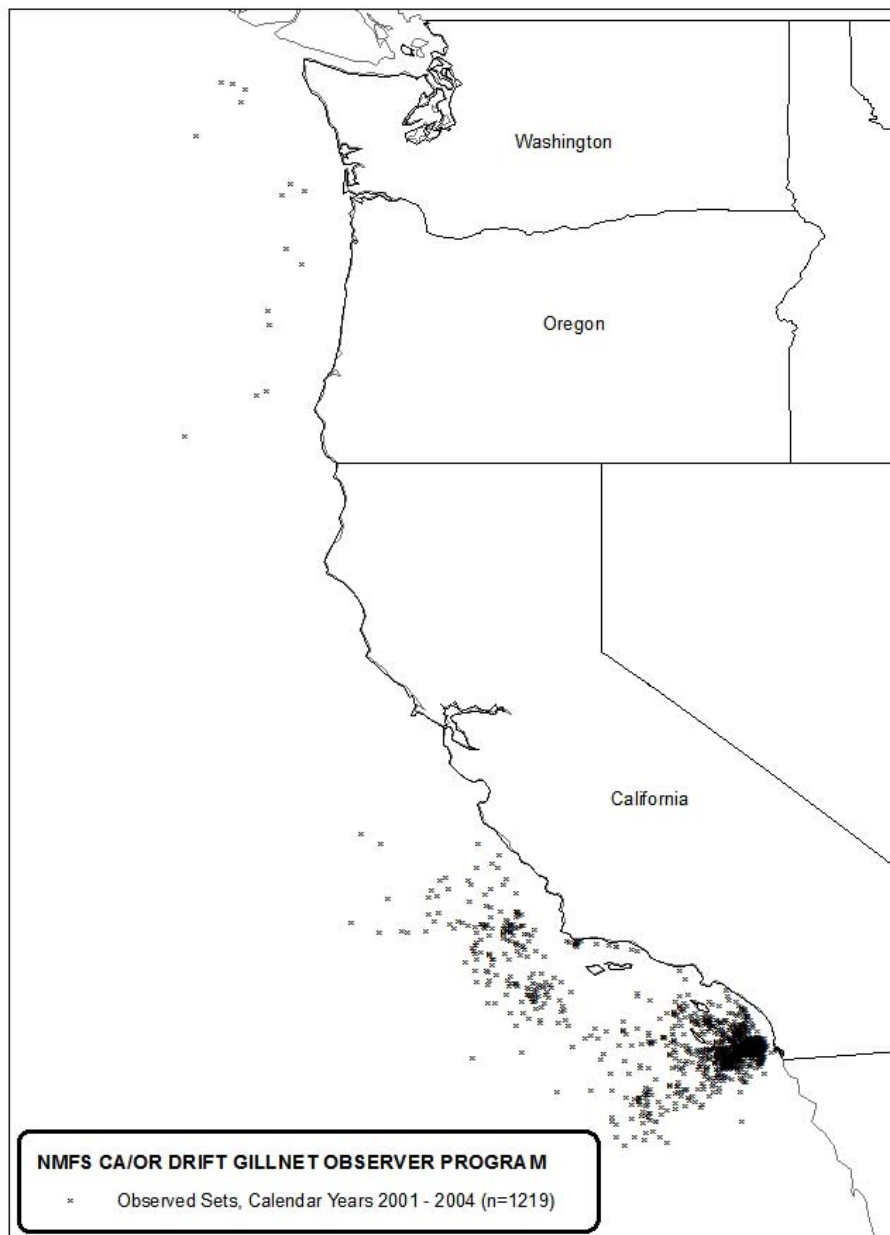 Washington
Oregon
California
NMFS CA/OR DRIFT GILLNET OBSERVER PROGRAM
Observed Sets, Calendar Years 2001 - 2004 (n=1219)